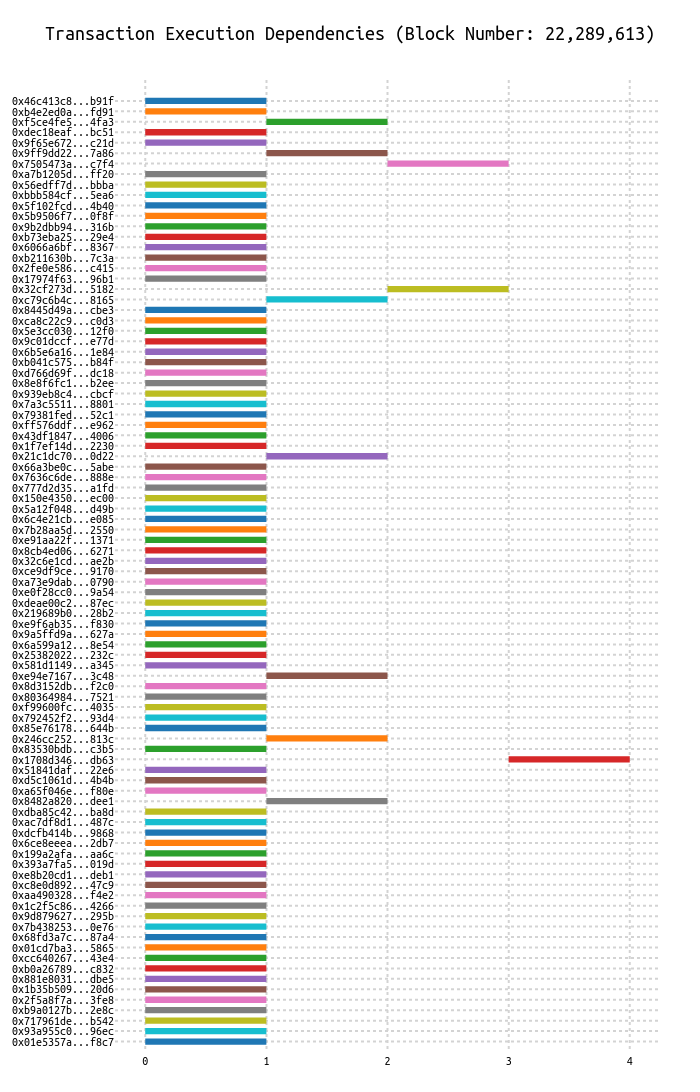 Transaction Execution Dependencies (Block Number: 22,289,613)
0x46c413c8...b91f
0xb4e2ed0a...fd91
0xf5ce4fe5...4fa3
0xdec18eaf...bc51
0x9f65e672...c21d
0x9ff9dd22...7a86
0x7505473a...c7f4
0xa7b1205d...ff20
0x56edff7d...bbba
0xbbb584cf...5ea6
0x5f102fcd...4b40
0x5b9506f7...0f8f
0x9b2dbb94...316b
0xb73eba25...29e4
0x6066a6bf...8367
0xb211630b...7c3a
0x2fe0e586...c415
0x17974f63...96b1
0x32cf273d...5182
0xc79c6b4c...8165
0x8445d49a...cbe3
0xca8c22c9...c0d3
0x5e3cc030...12f0
0x9c01dccf...e77d
0x6b5e6a16...1e84
0xb041c575...b84f
0xd766d69f...dc18
0x8e8f6fc1...b2ee
0x939eb8c4...cbcf
0x7a3c5511...8801
0x79381fed...52c1
0xff576ddf...e962
0x43df1847...4006
0x1f7ef14d...2230
0x21c1dc70...0d22
0x66a3be0c...5abe
0x7636c6de...888e
0x777d2d35...a1fd
0x150e4350...ec00
0x5a12f048...d49b
0x6c4e21cb...e085
0x7b28aa5d...2550
0xe91aa22f...1371
0x8cb4ed06...6271
0x32c6e1cd...ae2b
0xce9df9ce...9170
0xa73e9dab...0790
0xe0f28cc0...9a54
0xdeae00c2...87ec
0x219689b0...28b2
0xe9f6ab35...f830
0x9a5ffd9a...627a
0x6a599a12...8e54
0x25382022...232c
0x581d1149...a345
0xe94e7167...3c48
0x8d3152db...f2c0
0x80364984...7521
0xf99600fc...4035
0x792452f2...93d4
0x85e76178...644b
0x246cc252...813c
0x83530bdb...c3b5
0x1708d346...db63
0x51841daf...22e6
0xd5c1061d...4b4b
0xa65f046e...f80e
0x8482a820...dee1
0xdba85c42...ba8d
0xac7df8d1...487c
0xdcfb414b...9868
0x6ce8eeea...2db7
0x199a2afa...aa6c
0x393a7fa5...019d
0xe8b20cd1...deb1
0xc8e0d892...47c9
0xaa490328...f4e2
0x1c2f5c86...4266
0x9d879627...295b
0x7b438253...0e76
0x68fd3a7c...87a4
0x01cd7ba3...5865
0xcc640267...43e4
0xb0a26789...c832
0x881e8031...dbe5
0x1b35b509...20d6
0x2f5a8f7a...3fe8
0xb9a0127b...2e8c
0x717961de...b542
0x93a955c0...96ec
0x01e5357a...f8c7
0 1 2 3 4